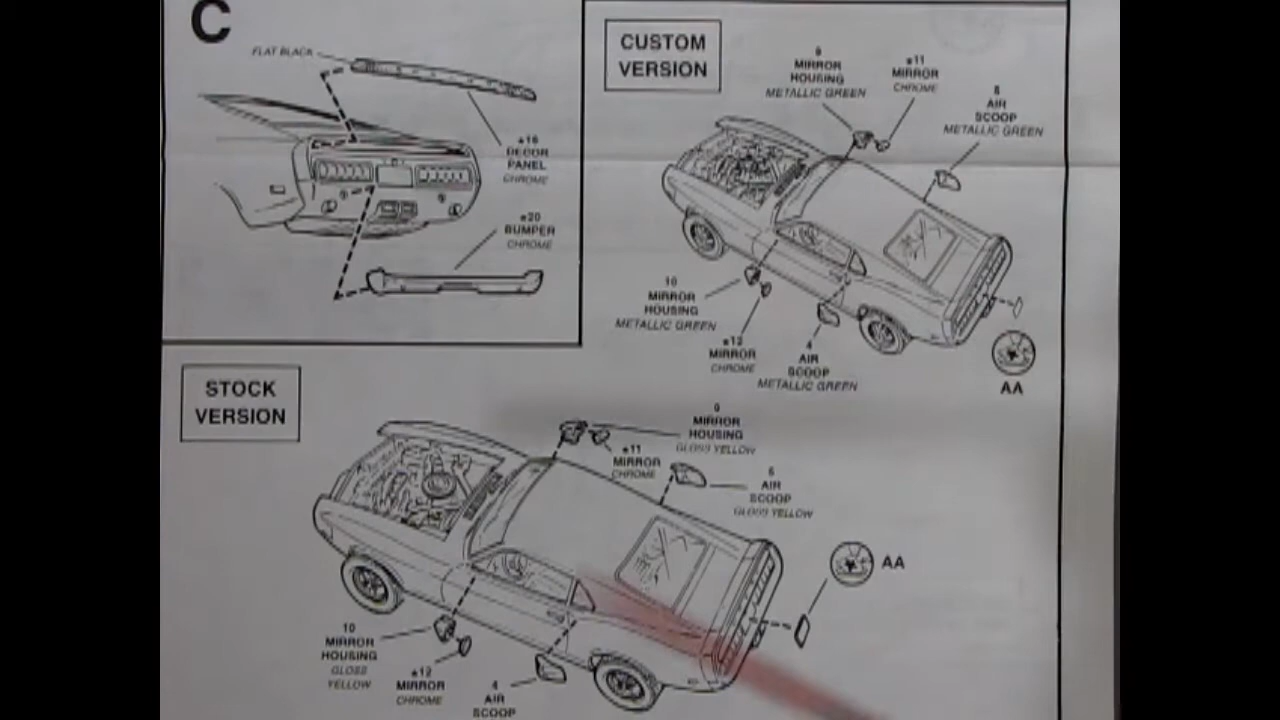 C
FLAT BLACK
*16
DECOR
PANEL
CHROME
*20
BUMPER
CHROME
CUSTOM
VERSION
9
MIRROR
HOUSING
METALLIC GREEN
*11
MIRROR
CHROME
5
AIR
SCOOP
METALLIC GREEN
10
MIRROR
HOUSING
METALLIC GREEN
*12
MIRROR
CHROME
4
AIR
SCOOP
METALLIC GREEN
AA
STOCK
VERSION
9
MIRROR
HOUSING
GLOSS YELLOW
*11
MIRROR
CHROME
5
AIR
SCOOP
GLOSS YELLOW
AA
10
MIRROR
HOUSING
GLOSS
YELLOW
*12
MIRROR
CHROME
4
AIR
SCOOP